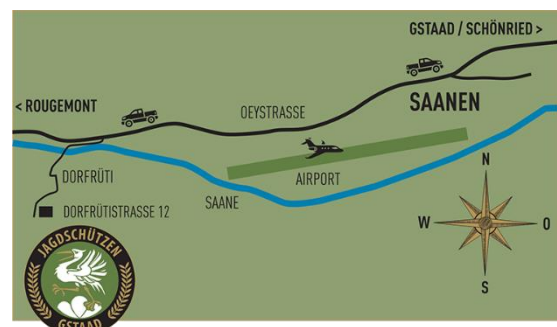 GSTAAD / SCHÖNRIED >
SAANEN
< ROUGEMONT
OEYSTRASSE
AIRPORT
DORFRÜTI
SAANE
DORFRÜTISTRASSE 12
N
W
O
S
JAGDSCHÜTZEN
GSTAAD